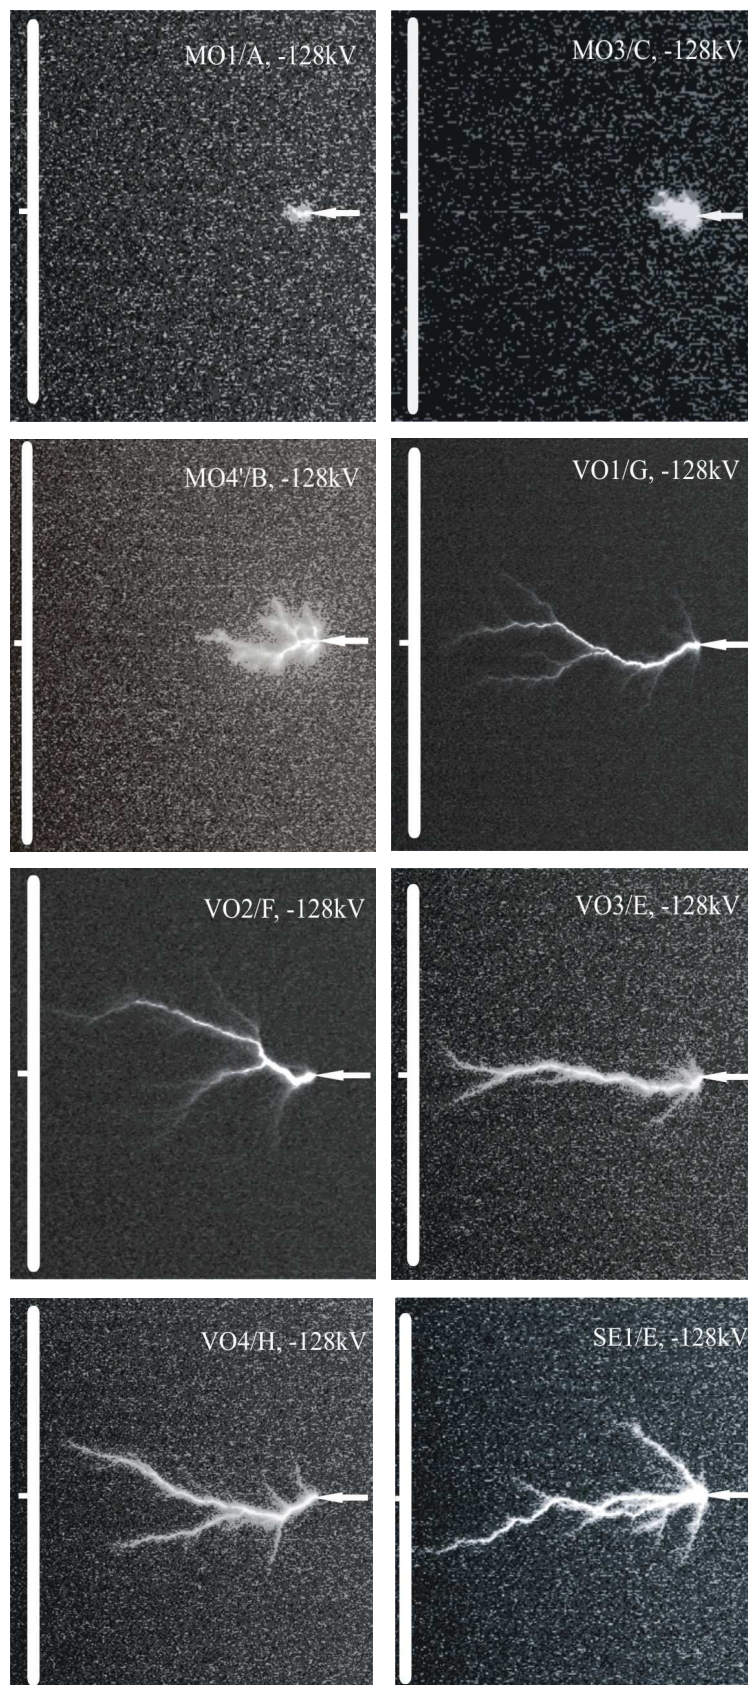 MO1/A, -128kV
MO3/C, -128kV
MO4'/B, -128kV
VO1/G, -128kV
VO2/F, -128kV
VO3/E, -128kV
VO4/H, -128kV
SE1/E, -128kV